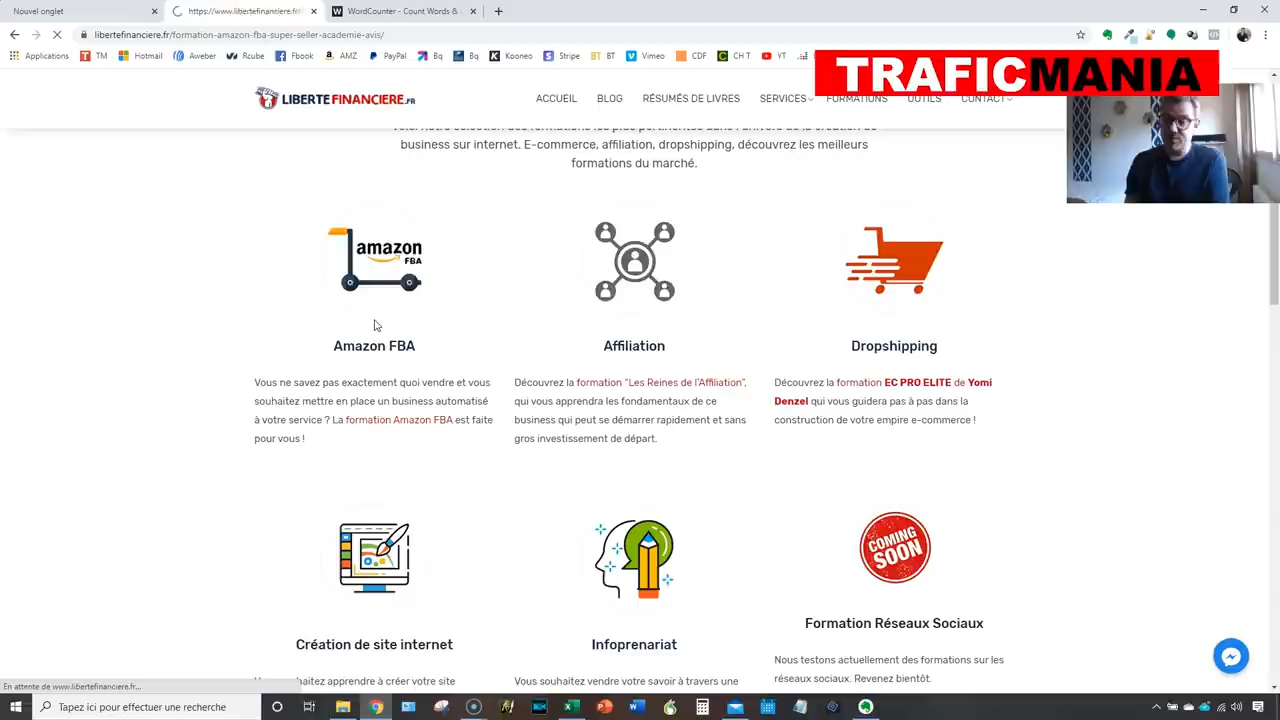 Nouvel onglet
https://libertefinanciere.fr/form
WordCounter - Count Words & C
libertefinanciere.fr/formation-amazon-fba-super-seller-academie-avis/
Applications
TM
Hotmail
Aweber
Rcube
Fbook
AMZ
PayPal
Bq
Bq
Kooneo
Stripe
BT
Vimeo
CDF
CH T
YT
TRAFICMANIA
LIBERTEFINANCIERE.FR
ACCUEIL
BLOG
RÉSUMÉS DE LIVRES
SERVICES
FORMATIONS
OUTILS
CONTACT
business sur internet. E-commerce, affiliation, dropshipping, découvrez les meilleurs
formations du marché.
amazon
FBA
Amazon FBA
Vous ne savez pas exactement quoi vendre et vous
souhaitez mettre en place un business automatisé
à votre service ? La formation Amazon FBA est faite
pour vous !
Affiliation
Découvrez la formation “Les Reines de l’Affiliation”,
qui vous apprendra les fondamentaux de ce
business qui peut se démarrer rapidement et sans
gros investissement de départ.
Dropshipping
Découvrez la formation EC PRO ELITE de Yomi
Denzel qui vous guidera pas à pas dans la
construction de votre empire e-commerce !
Création de site internet
souhaitez apprendre à créer votre site
Infoprenariat
Vous souhaitez vendre votre savoir à travers une
COMING
SOON
Formation Réseaux Sociaux
Nous testons actuellement des formations sur les
réseaux sociaux. Revenez bientôt.
En attente de www.libertefinanciere.fr...
Tapez ici pour effectuer une recherche